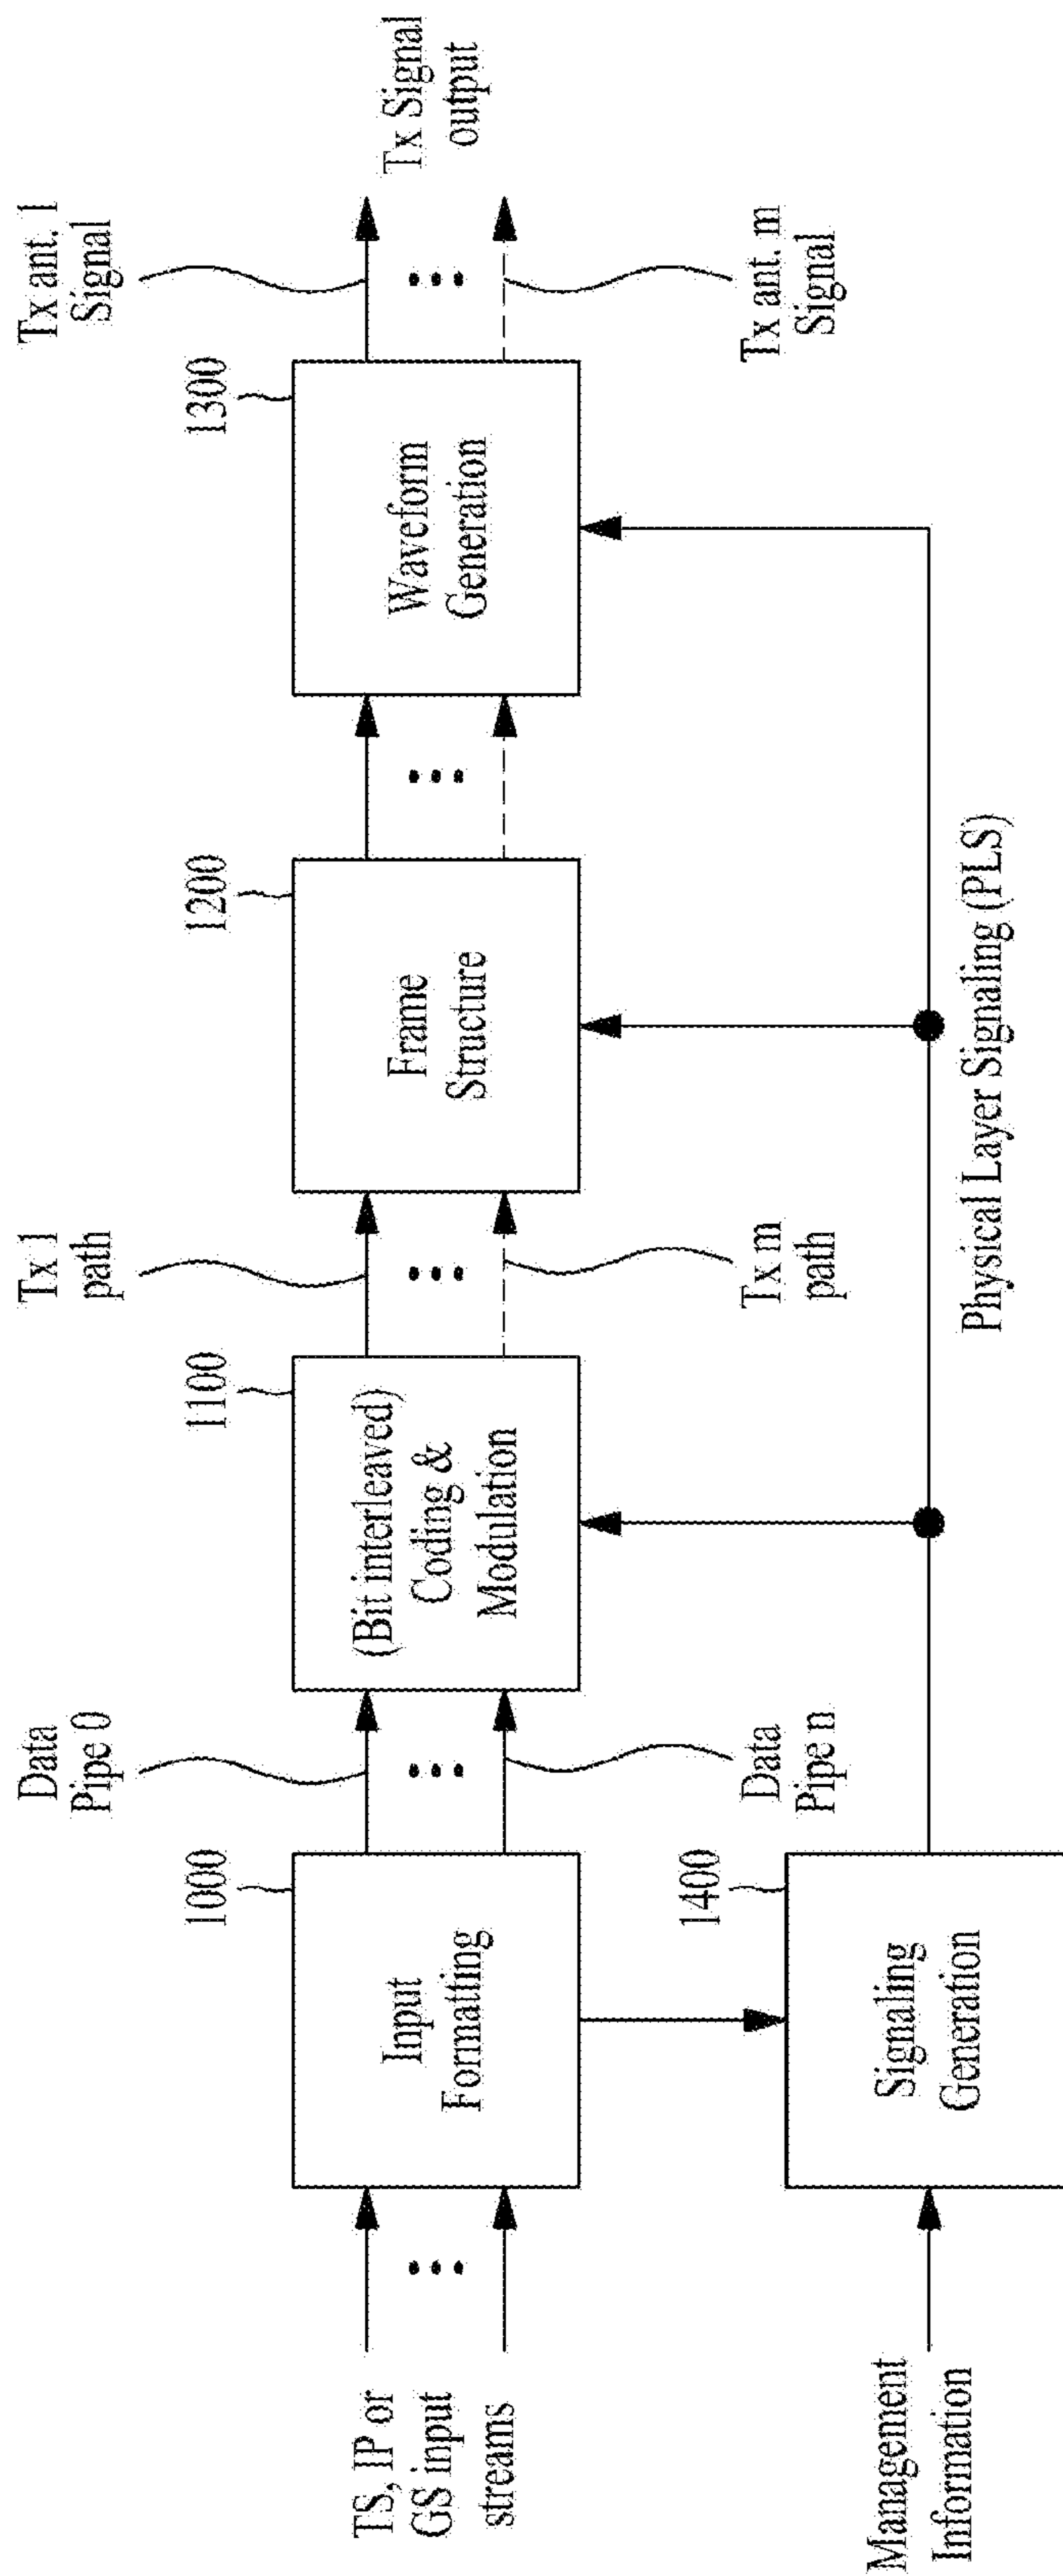 TS, IP or
GS input
streams
1000
Input
Formatting
Data
Pipe 0
Data
Pipe n
1100
(Bit interleaved)
Coding &
Modulation
Tx 1
path
Tx m
path
1200
Frame
Structure
1300
Waveform
Generation
Tx ant. 1
Signal
Tx ant. m
Signal
Tx Signal
output
Management
Information
1400
Signaling
Generation
Physical Layer Signaling (PLS)